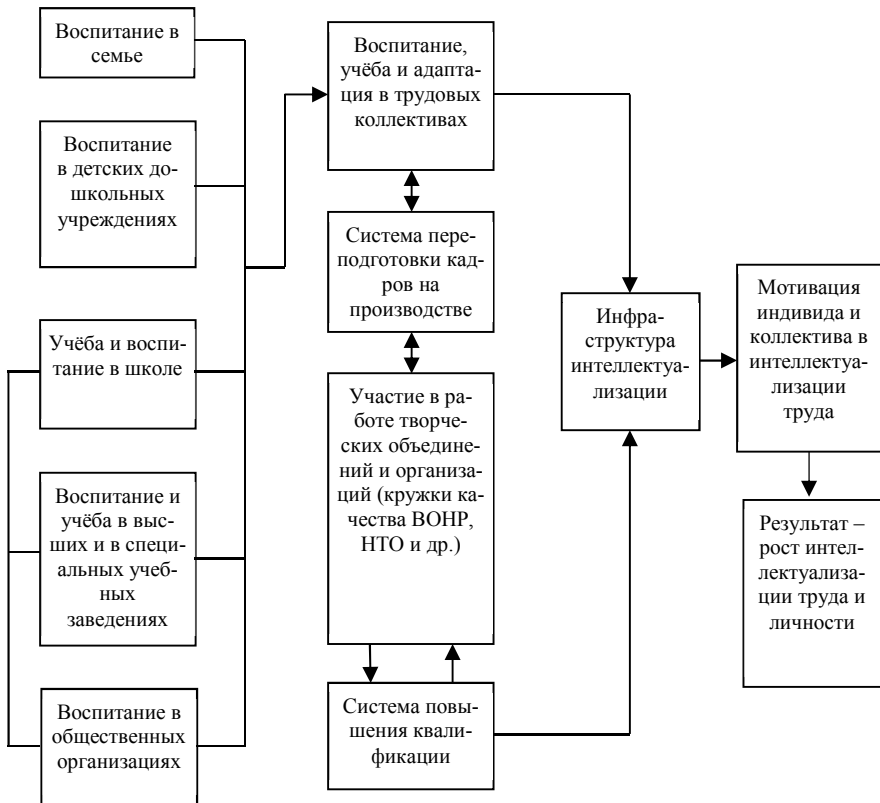 Воспитание в
семье
Воспитание
в детских до-
школьных
учреждениях
Учёба и воспи-
тание в школе
Воспитание и
учёба в выс-
ших и в специ-
альных учеб-
ных
заведениях
Воспитание в
общественных
организациях
Воспитание,
учёба и адапта-
ция в трудовых
коллективах
Система пере-
подготовки кад-
ров на
производстве
Участие в ра-
боте творче-
ских объедине-
ний и организа-
ций (кружки ка-
чества ВОНР,
НТО и др.)
Система повы-
шения квали-
фикации
Инфра-
структура
интеллектуа-
лизации
Мотивация
индивида и
коллектива в
интеллектуа-
лизации
труда
Результат –
рост интел-
лектуализа-
ции труда и
личности